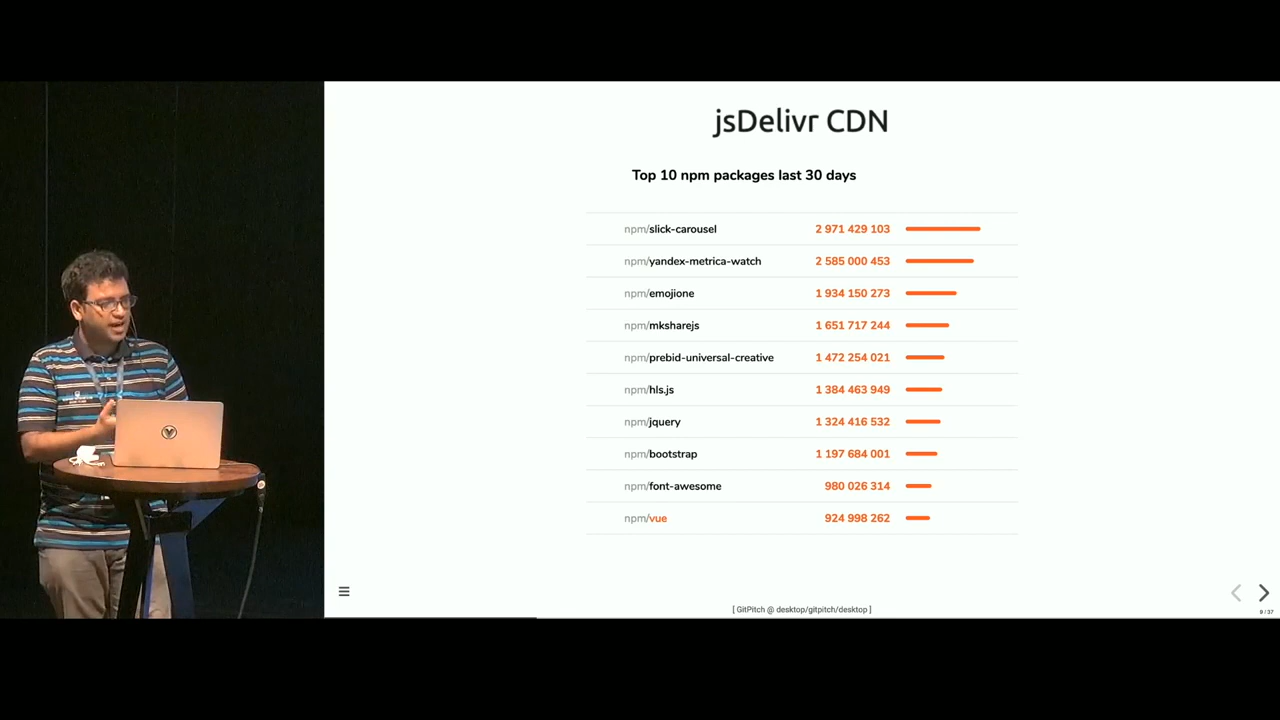 jsDelivr CDN
Top 10 npm packages last 30 days
npm/slick-carousel 2 971 429 103
npm/yandex-metrica-watch 2 585 000 453
npm/emojione 1 934 150 273
npm/mksharejs 1 651 717 244
npm/prebid-universal-creative 1 472 254 021
npm/hls.js 1 384 463 949
npm/jquery 1 324 416 532
npm/bootstrap 1 197 684 001
npm/font-awesome 980 026 314
npm/vue 924 998 262
[ GitPitch @ desktop/gitpitch/desktop ]
9 / 37